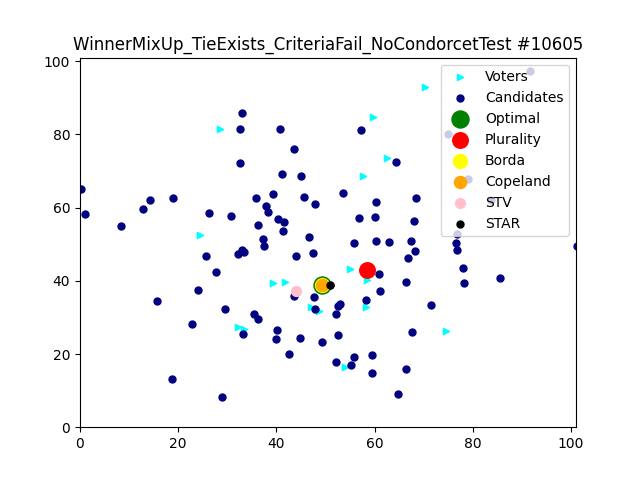 WinnerMixUp_TieExists_CriteriaFail_NoCondorcetTest #10605
100
80
60
40
20
0
0
20
40
60
80
100
Voters
Candidates
Optimal
Plurality
Borda
Copeland
STV
STAR